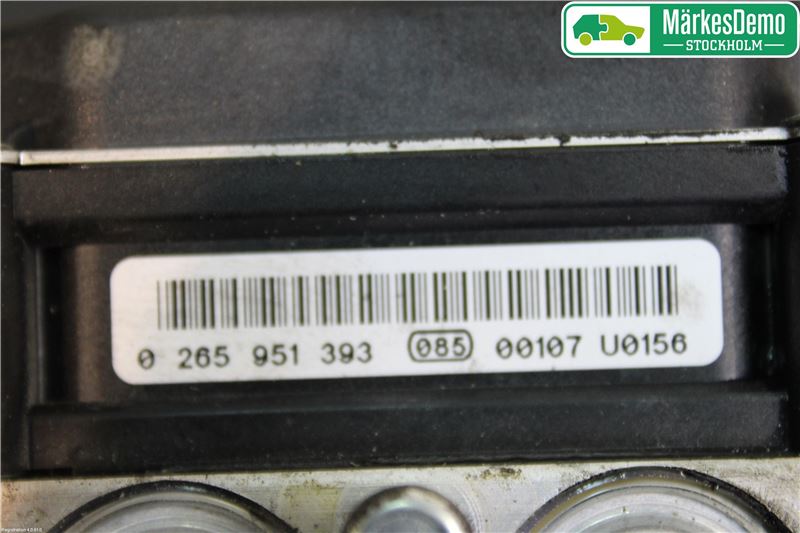 MärkesDemo
STOCKHOLM
0 265 951 393 085 00107 U0156